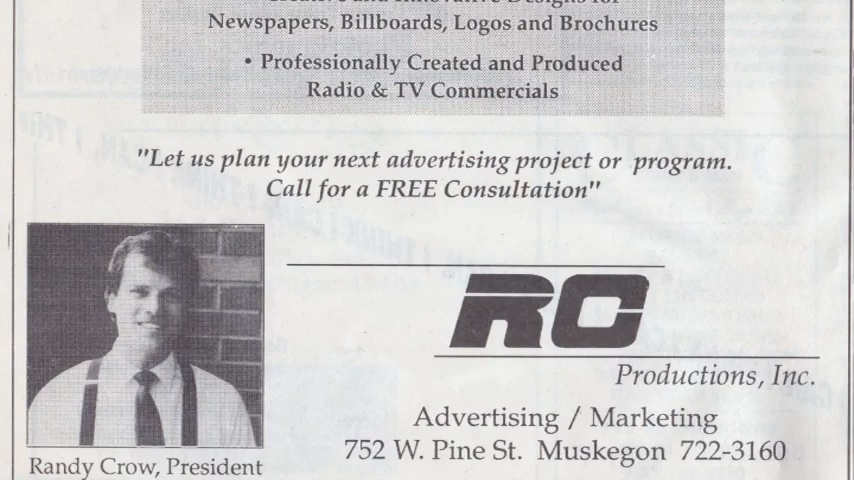 Newspapers, Billboards, Logos and Brochures
• Professionally Created and Produced
Radio & TV Commercials
"Let us plan your next advertising project or program.
Call for a FREE Consultation"
RC
Productions, Inc.
Advertising / Marketing
752 W. Pine St. Muskegon 722-3160
Randy Crow, President